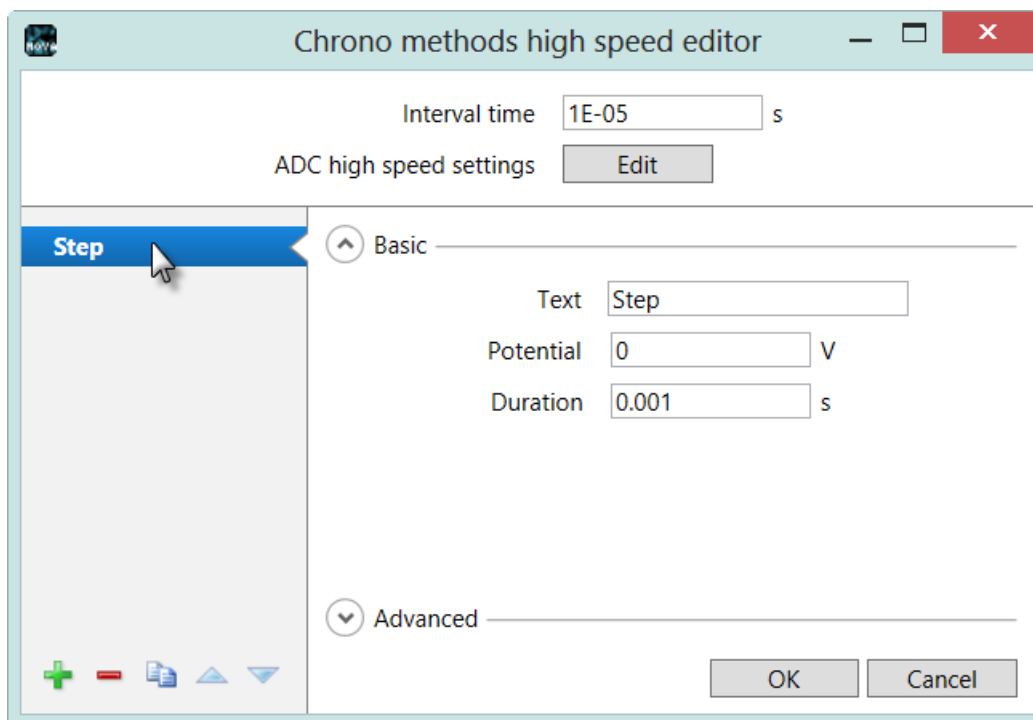 Chrono methods high speed editor
Interval time 1E-05 s
ADC high speed settings Edit
Step
Basic
Text Step
Potential 0 V
Duration 0.001 s
Advanced
OK Cancel